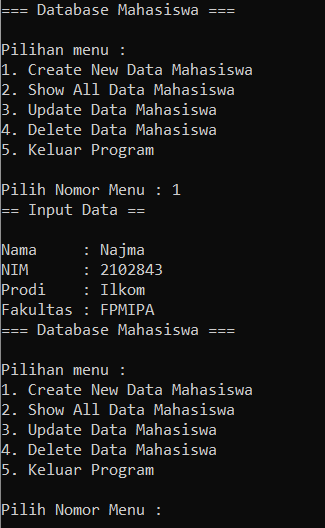 === Database Mahasiswa ===
Pilihan menu :
1. Create New Data Mahasiswa
2. Show All Data Mahasiswa
3. Update Data Mahasiswa
4. Delete Data Mahasiswa
5. Keluar Program
Pilih Nomor Menu : 1
== Input Data ==
Nama     : Najma
NIM      : 2102843
Prodi    : Ilkom
Fakultas : FPMIPA
=== Database Mahasiswa ===
Pilihan menu :
1. Create New Data Mahasiswa
2. Show All Data Mahasiswa
3. Update Data Mahasiswa
4. Delete Data Mahasiswa
5. Keluar Program
Pilih Nomor Menu :